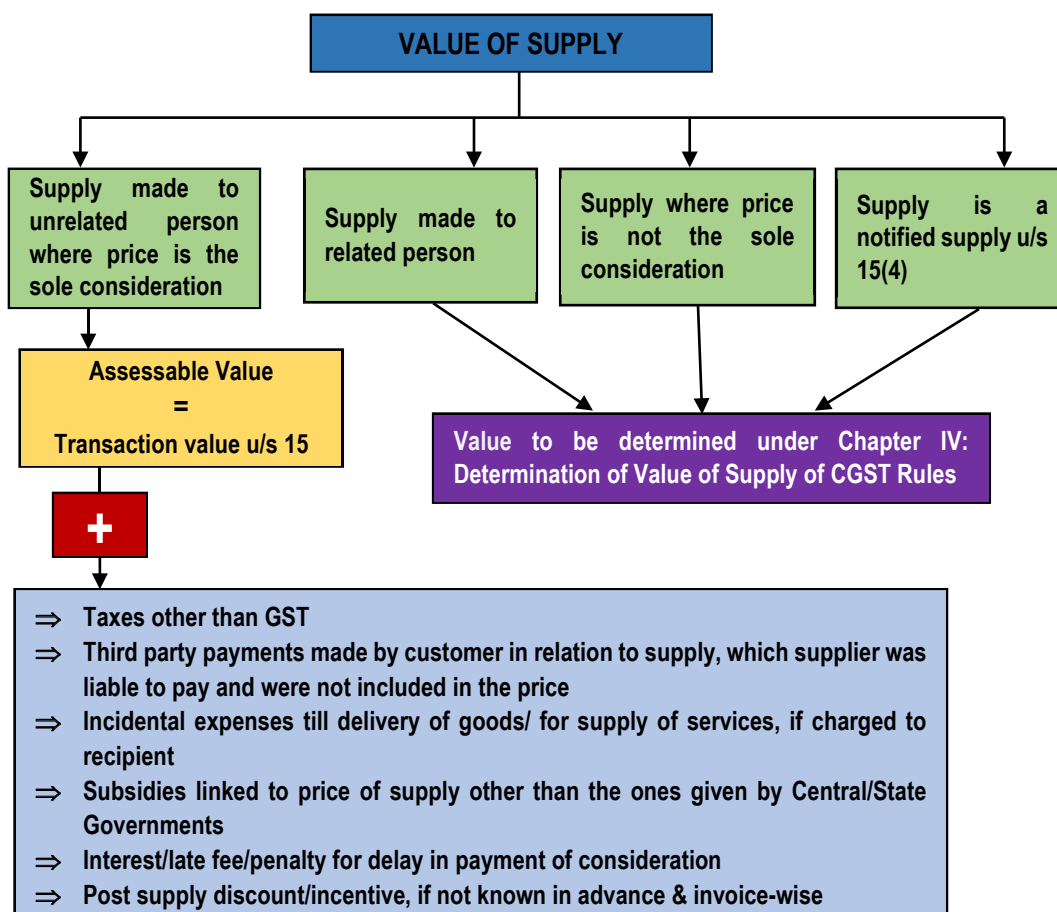 VALUE OF SUPPLY
Supply made to
unrelated person
where price is the
sole consideration
Supply made to
related person
Supply where price
is not the sole
consideration
Supply is a
notified supply u/s
15(4)
Assessable Value
=
Transaction value u/s 15
Value to be determined under Chapter IV:
Determination of Value of Supply of CGST Rules
+
⇒ Taxes other than GST
⇒ Third party payments made by customer in relation to supply, which supplier was
liable to pay and were not included in the price
⇒ Incidental expenses till delivery of goods/ for supply of services, if charged to
recipient
⇒ Subsidies linked to price of supply other than the ones given by Central/State
Governments
⇒ Interest/late fee/penalty for delay in payment of consideration
⇒ Post supply discount/incentive, if not known in advance & invoice-wise